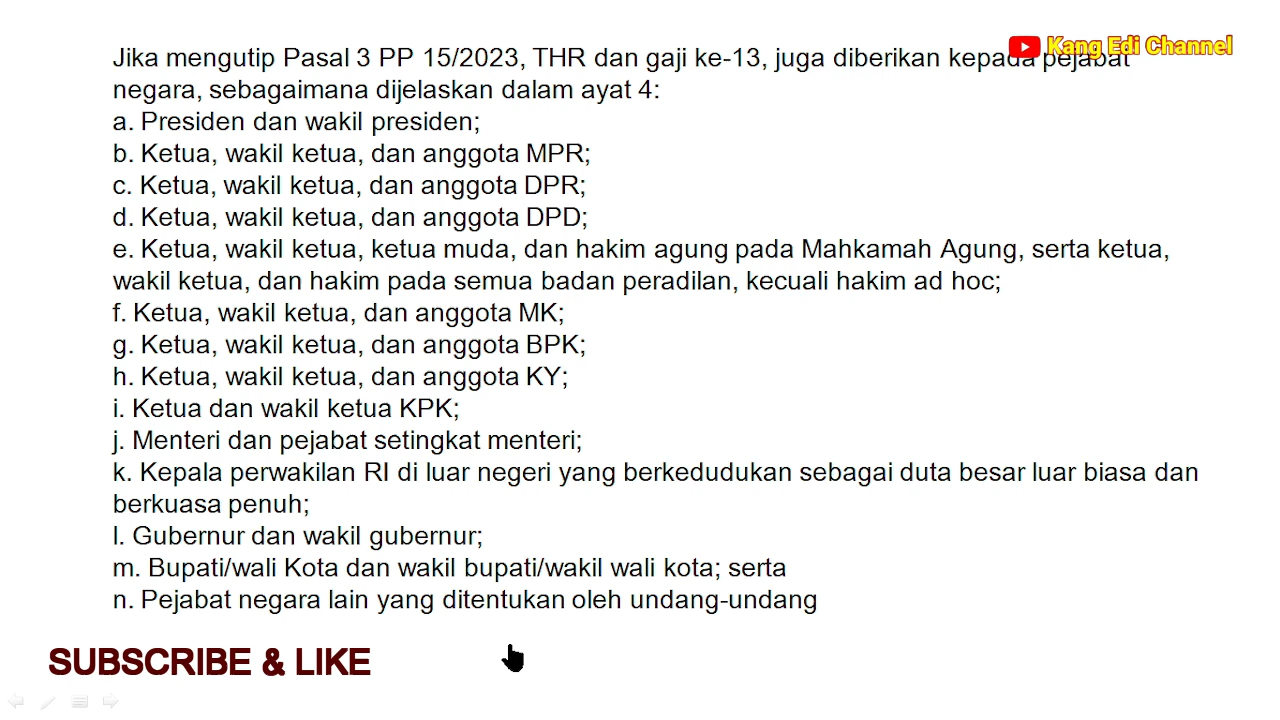 Kang Edi Channel
Jika mengutip Pasal 3 PP 15/2023, THR dan gaji ke-13, juga diberikan kepada pejabat
negara, sebagaimana dijelaskan dalam ayat 4:
a. Presiden dan wakil presiden;
b. Ketua, wakil ketua, dan anggota MPR;
c. Ketua, wakil ketua, dan anggota DPR;
d. Ketua, wakil ketua, dan anggota DPD;
e. Ketua, wakil ketua, ketua muda, dan hakim agung pada Mahkamah Agung, serta ketua,
wakil ketua, dan hakim pada semua badan peradilan, kecuali hakim ad hoc;
f. Ketua, wakil ketua, dan anggota MK;
g. Ketua, wakil ketua, dan anggota BPK;
h. Ketua, wakil ketua, dan anggota KY;
i. Ketua dan wakil ketua KPK;
j. Menteri dan pejabat setingkat menteri;
k. Kepala perwakilan RI di luar negeri yang berkedudukan sebagai duta besar luar biasa dan
berkuasa penuh;
l. Gubernur dan wakil gubernur;
m. Bupati/wali Kota dan wakil bupati/wakil wali kota; serta
n. Pejabat negara lain yang ditentukan oleh undang-undang
SUBSCRIBE & LIKE